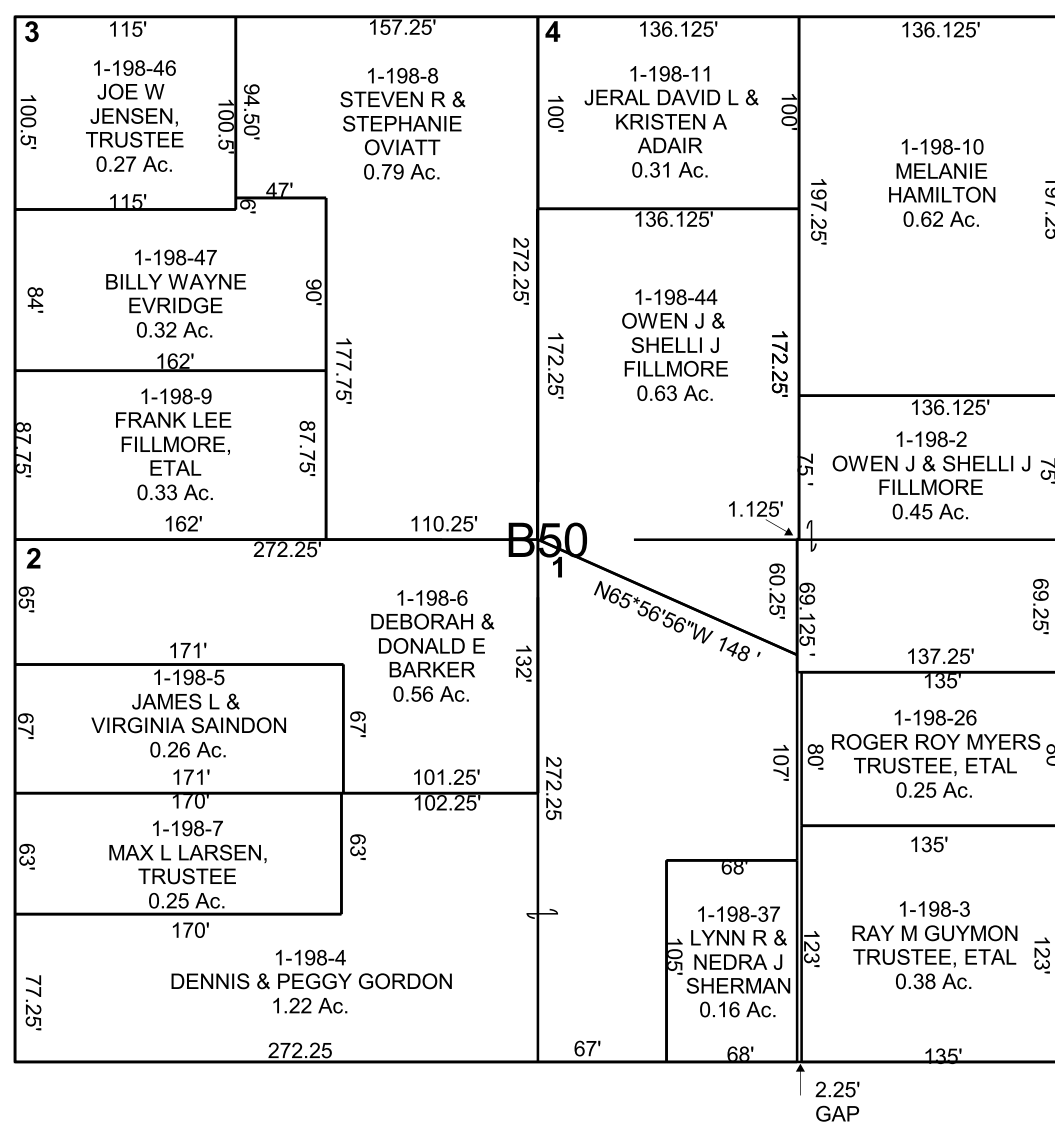 3
115'
1-198-46
JOE W
JENSEN,
TRUSTEE
0.27 Ac.
100.5'
100.5'
115'
157.25'
94.50'
1-198-8
STEVEN R &
STEPHANIE
OVIATT
0.79 Ac.
47'
6'
272.25'
177.75'
110.25'
1-198-47
BILLY WAYNE
EVRIDGE
0.32 Ac.
84'
90'
162'
1-198-9
FRANK LEE
FILLMORE,
ETAL
0.33 Ac.
87.75'
87.75'
162'
4
136.125'
1-198-11
JERAL DAVID L &
KRISTEN A
ADAIR
0.31 Ac.
100'
100'
136.125'
1-198-44
OWEN J &
SHELLI J
FILLMORE
0.63 Ac.
172.25'
172.25'
136.125'
1-198-10
MELANIE
HAMILTON
0.62 Ac.
197.25'
197.25'
136.125'
1-198-2
OWEN J & SHELLI J
FILLMORE
0.45 Ac.
75 '
75'
1.125'
B50
2
272.25'
65'
1-198-6
DEBORAH &
DONALD E
BARKER
0.56 Ac.
132'
171'
1-198-5
JAMES L &
VIRGINIA SAINDON
0.26 Ac.
67'
67'
171'
101.25'
170'
102.25'
1-198-7
MAX L LARSEN,
TRUSTEE
0.25 Ac.
63'
63'
170'
1-198-4
DENNIS & PEGGY GORDON
1.22 Ac.
77.25'
272.25
1
N65*56'56"W 148 '
60.25'
69.125 '
69.25'
137.25'
272.25
107'
135'
1-198-26
ROGER ROY MYERS
TRUSTEE, ETAL
0.25 Ac.
80'
80
135'
68'
1-198-37
LYNN R &
NEDRA J
SHERMAN
0.16 Ac.
105'
67'
68'
1-198-3
RAY M GUYMON
TRUSTEE, ETAL
0.38 Ac.
123'
123'
135'
2.25'
GAP